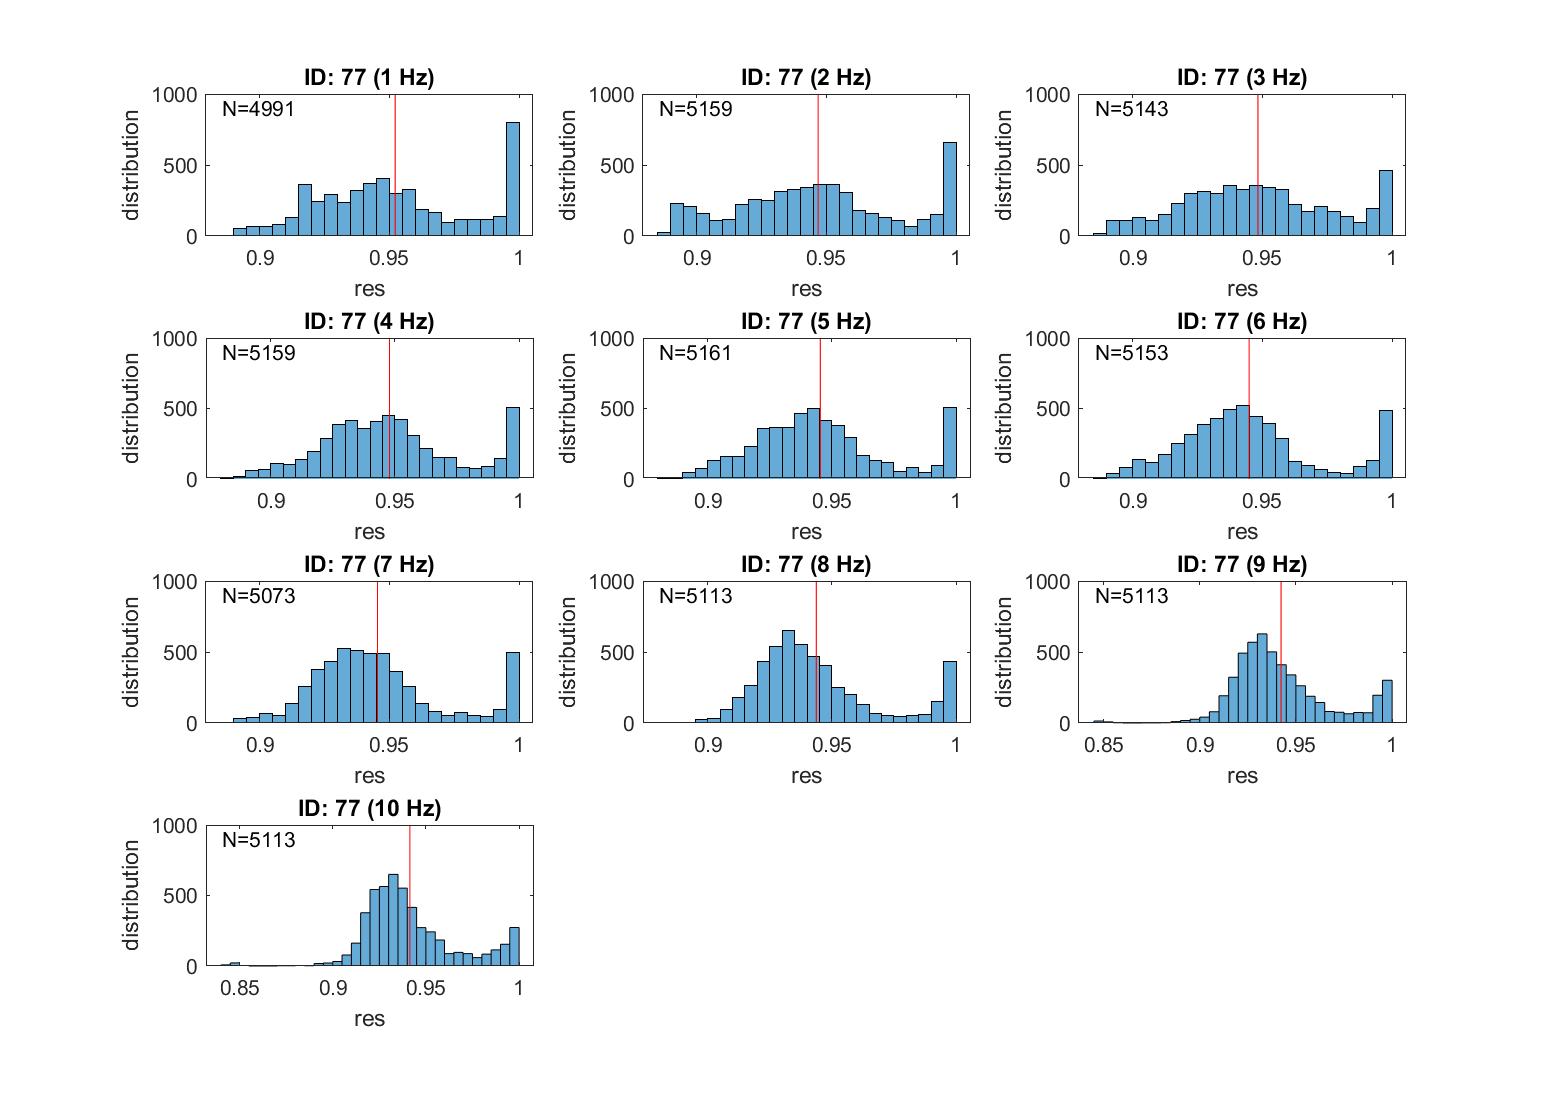 ID: 77 (1 Hz)
N=4991
distribution
1000
500
0
0.9 0.95 1
res
ID: 77 (2 Hz)
N=5159
distribution
1000
500
0
0.9 0.95 1
res
ID: 77 (3 Hz)
N=5143
distribution
1000
500
0
0.9 0.95 1
res
ID: 77 (4 Hz)
N=5159
distribution
1000
500
0
0.9 0.95 1
res
ID: 77 (5 Hz)
N=5161
distribution
1000
500
0
0.9 0.95 1
res
ID: 77 (6 Hz)
N=5153
distribution
1000
500
0
0.9 0.95 1
res
ID: 77 (7 Hz)
N=5073
distribution
1000
500
0
0.9 0.95 1
res
ID: 77 (8 Hz)
N=5113
distribution
1000
500
0
0.9 0.95 1
res
ID: 77 (9 Hz)
N=5113
distribution
1000
500
0
0.85 0.9 0.95 1
res
ID: 77 (10 Hz)
N=5113
distribution
1000
500
0
0.85 0.9 0.95 1
res